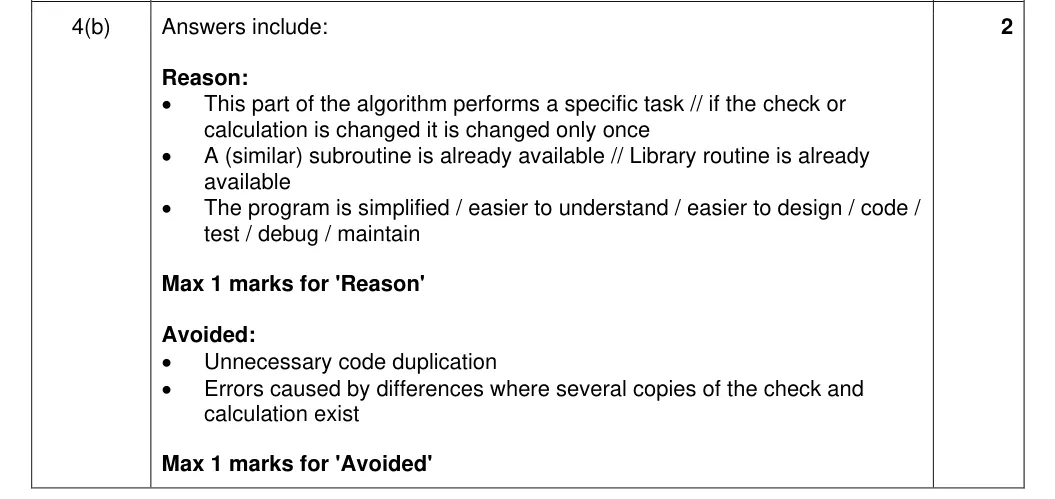 4(b)
Answers include:
2
Reason:
• This part of the algorithm performs a specific task // if the check or
calculation is changed it is changed only once
• A (similar) subroutine is already available // Library routine is already
available
• The program is simplified / easier to understand / easier to design / code /
test / debug / maintain
Max 1 marks for 'Reason'
Avoided:
• Unnecessary code duplication
• Errors caused by differences where several copies of the check and
calculation exist
Max 1 marks for 'Avoided'